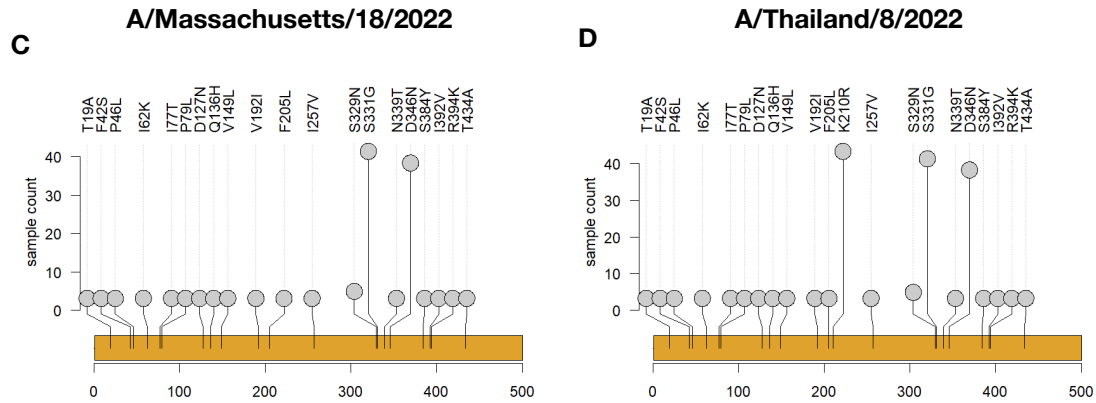 A/Massachusetts/18/2022
A/Thailand/8/2022
C
D
T19A
F42S
P46L
I62K
I77T
P79L
D127N
Q136H
V149L
V192I
F205L
I257V
S329N
S331G
N339T
D346N
S384Y
I392V
R394K
T434A
sample count
40
30
20
10
0
0
100
200
300
400
500
T19A
F42S
P46L
I62K
I77T
P79L
D127N
Q136H
V149L
V192I
F205L
K210R
I257V
S329N
S331G
N339T
D346N
S384Y
I392V
R394K
T434A
sample count
40
30
20
10
0
0
100
200
300
400
500